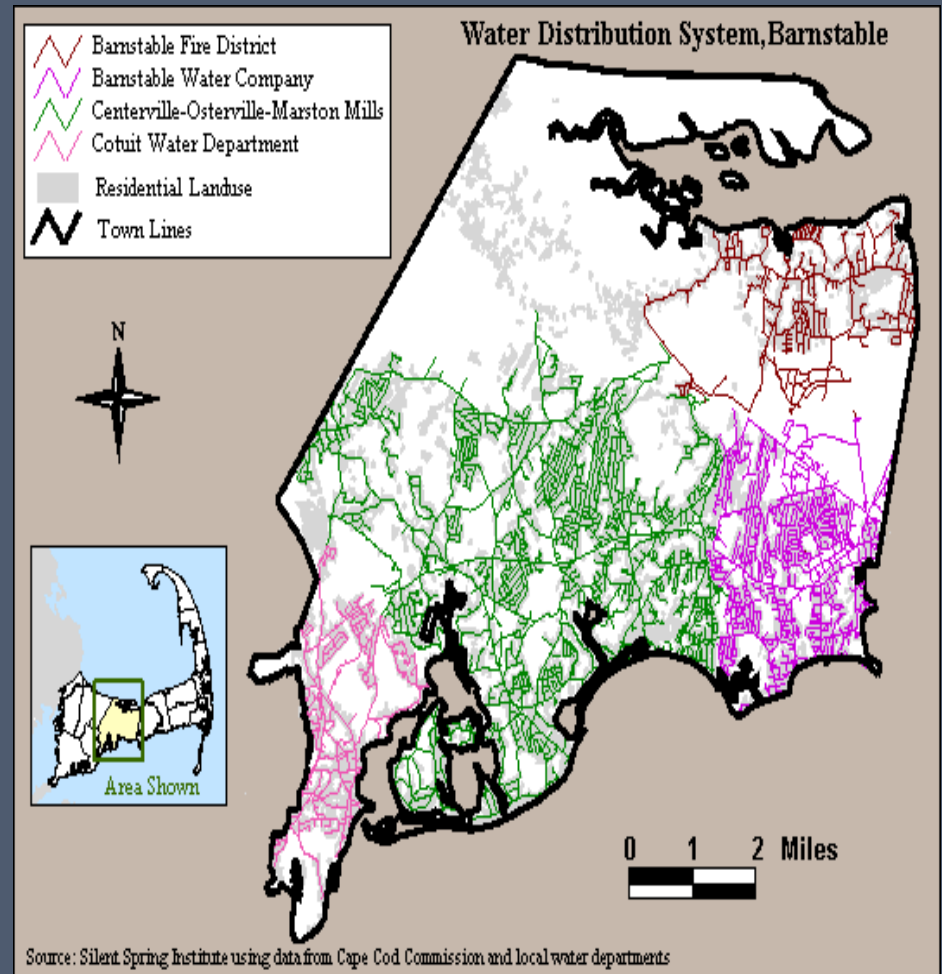 Water Distribution System,Barnstable
Barnstable Fire District
Barnstable Water Company
Centerville-Osterville-Marston Mills
Cotuit Water Department
Residential Landuse
Town Lines
N
Area Shown
0 1 2 Miles
Source: Silent Spring Institute using data from Cape Cod Commission and local water departments